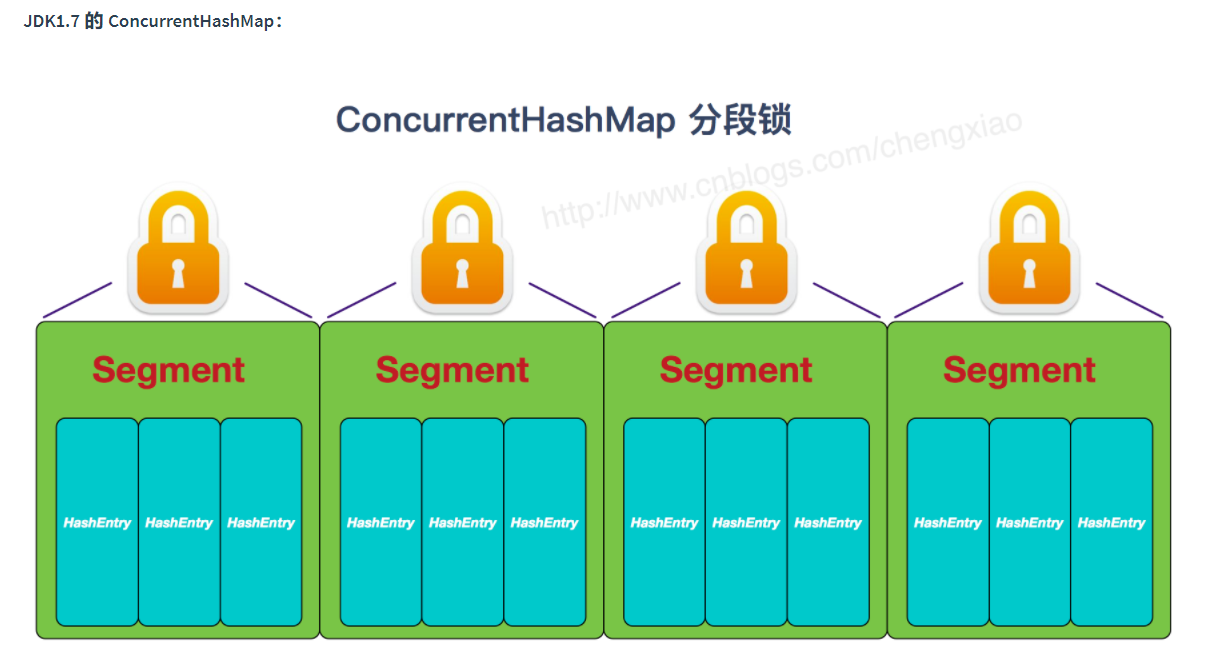 JDK1.7 的 ConcurrentHashMap：
ConcurrentHashMap 分段锁
http://www.cnblogs.com/chengxiao
Segment Segment Segment Segment
HashEntry HashEntry HashEntry HashEntry HashEntry HashEntry HashEntry HashEntry HashEntry HashEntry HashEntry HashEntry